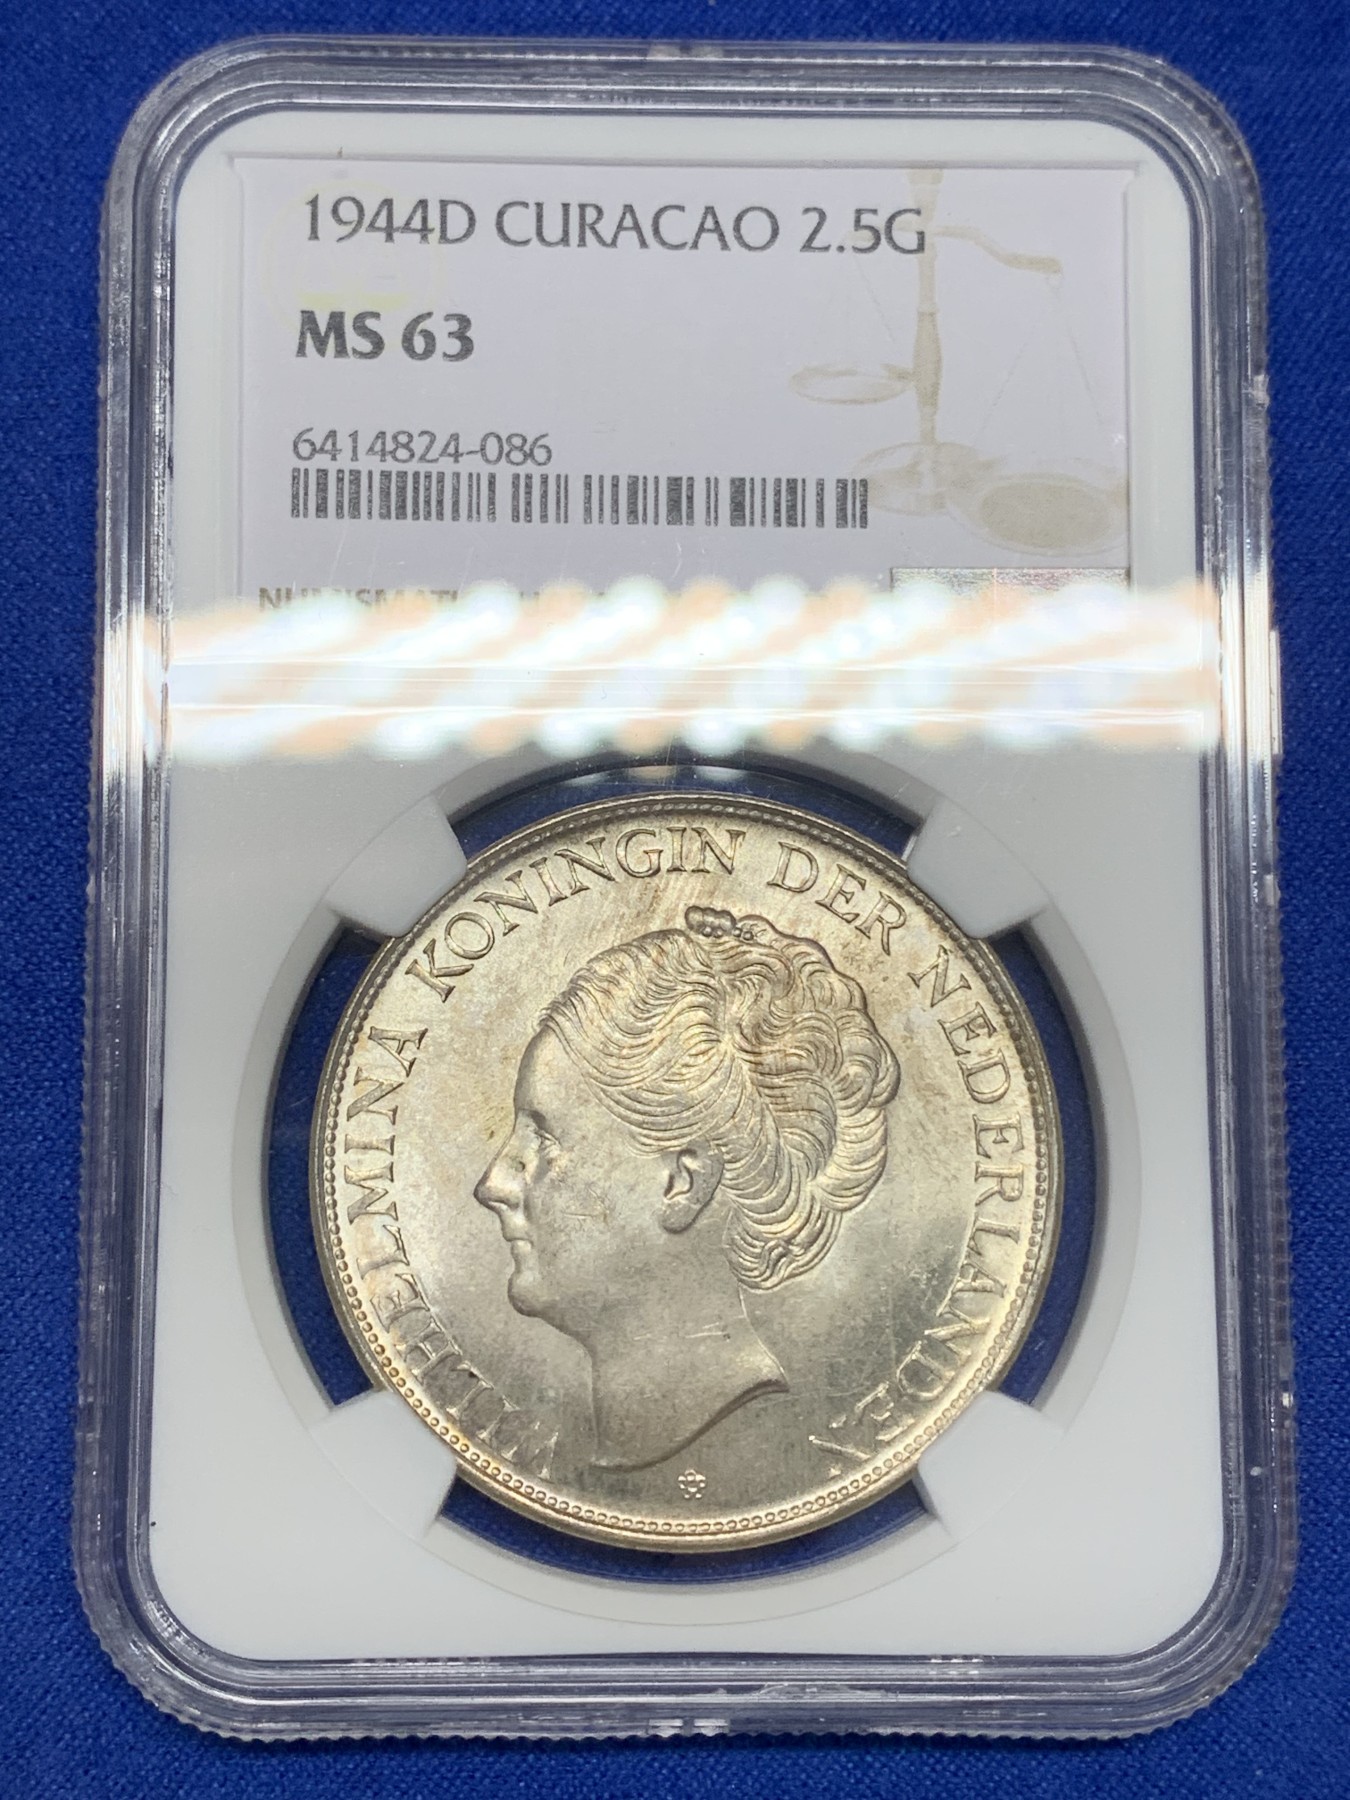 1944D CURACAO 2.5G
MS 63
6414824-086
WILHELMINA KONINGIN DER NEDERLANDEN